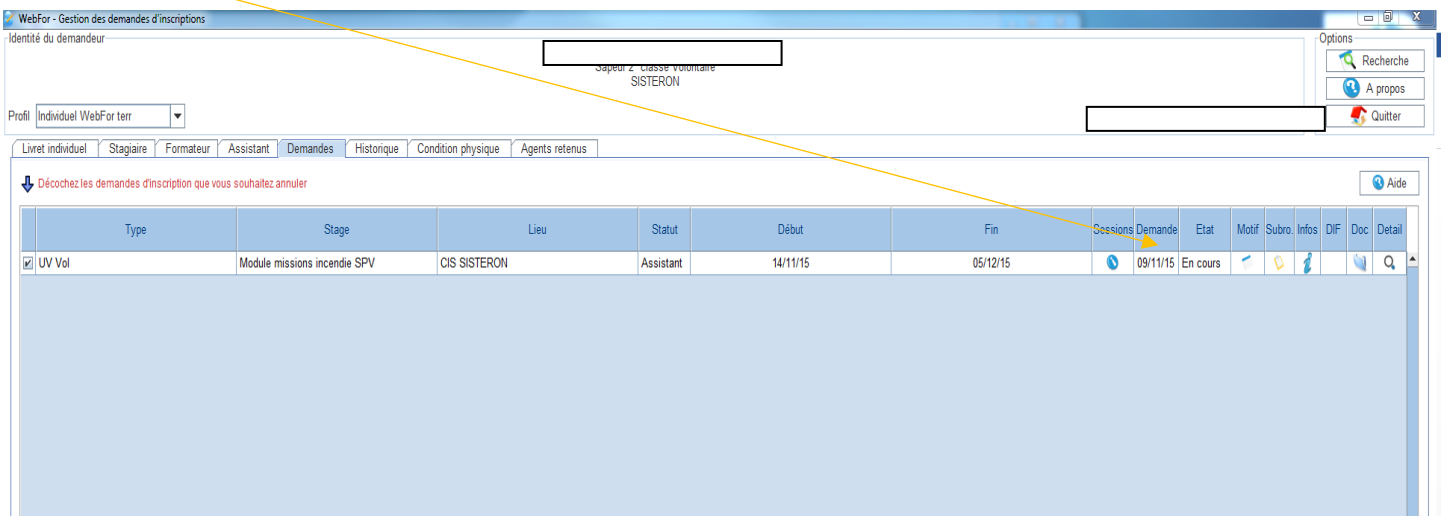 WebFor - Gestion des demandes d'inscriptions
Identité du demandeur
Options
Sapeur 2° classe Volontaire
SISTERON
Recherche
A propos
Quitter
Profil Individuel WebFor terr
Livret individuel Stagiaire Formateur Assistant Demandes Historique Condition physique Agents retenus
Décochez les demandes d'inscription que vous souhaitez annuler
Aide
Type Stage Lieu Statut Début Fin Sessions Demande Etat Motif Subro. Infos DIF Doc Detail
UV Vol Module missions incendie SPV CIS SISTERON Assistant 14/11/15 05/12/15 09/11/15 En cours